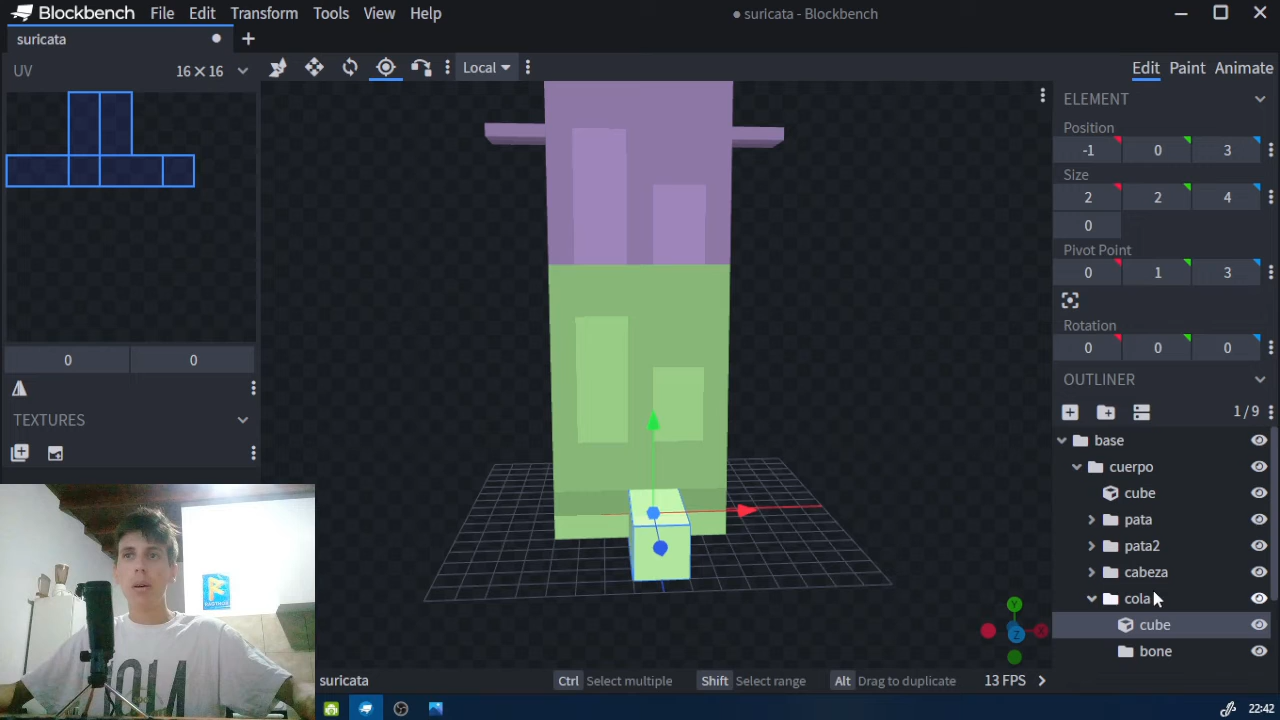 Blockbench File Edit Transform Tools View Help
suricata - Blockbench
suricata
UV 16×16
Local
Edit Paint Animate
ELEMENT
Position
-1 0 3
Size
2 2 4
0
Pivot Point
0 1 3
Rotation
0 0 0
0 0
TEXTURES
OUTLINER
1/9
base
cuerpo
cube
pata
pata2
cabeza
cola
cube
bone
suricata
Ctrl Select multiple Shift Select range Alt Drag to duplicate 13 FPS
22:42